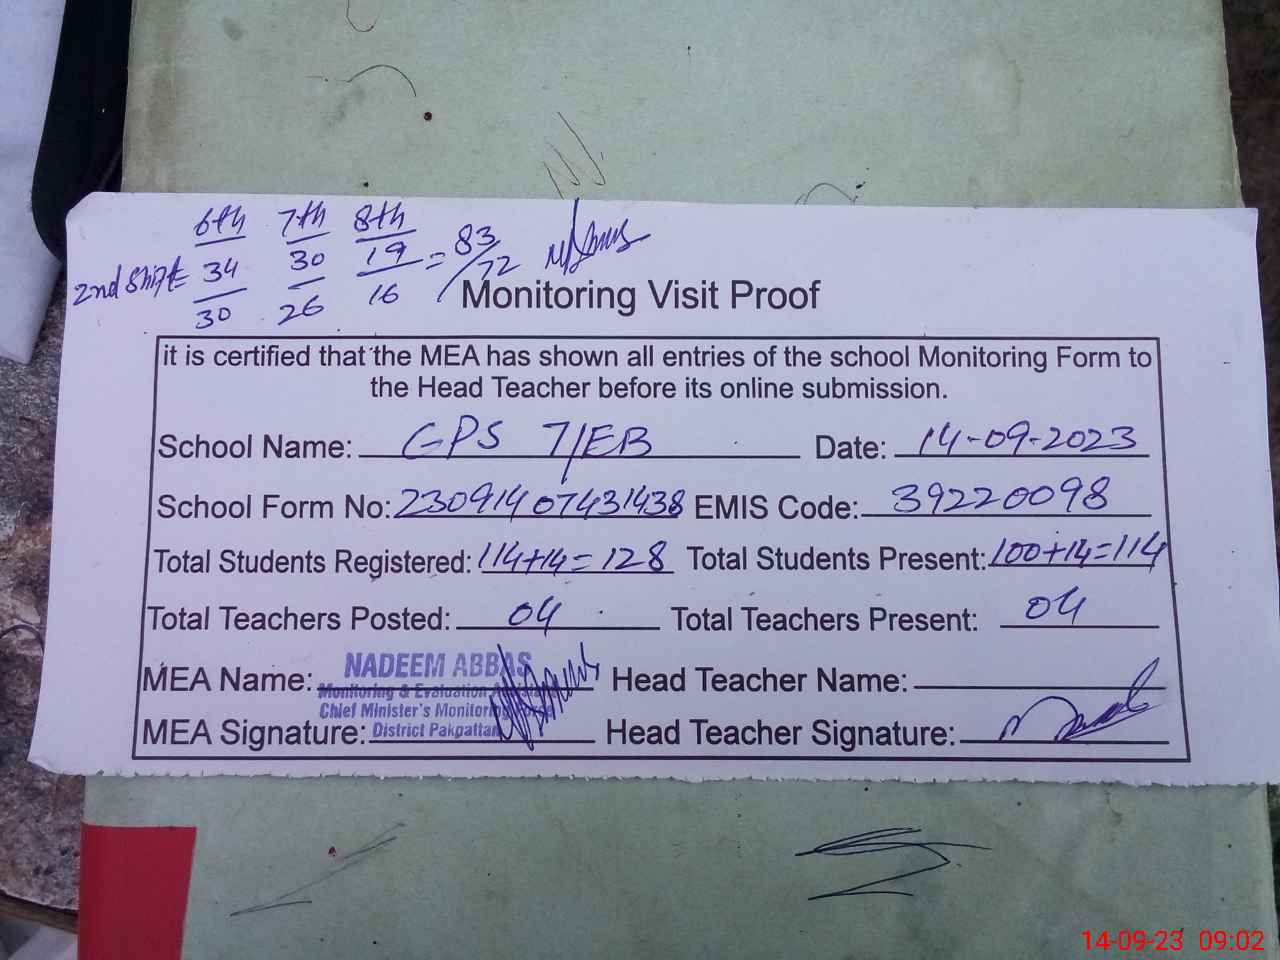 6th 7th 8th
2nd Shift = 34 30 19 = 83/72
30 26 16
Monitoring Visit Proof
it is certified that the MEA has shown all entries of the school Monitoring Form to
the Head Teacher before its online submission.
School Name: GPS 7/EB Date: 14-09-2023
School Form No: 23091407431438 EMIS Code: 39220098
Total Students Registered: 114+14=128 Total Students Present: 100+14=114
Total Teachers Posted: 04 Total Teachers Present: 04
MEA Name: NADEEM ABBAS Head Teacher Name:
Monitoring & Evaluation
Chief Minister's Monitoring Force
MEA Signature: District Pakpattan Head Teacher Signature:
14-09-23 09:02